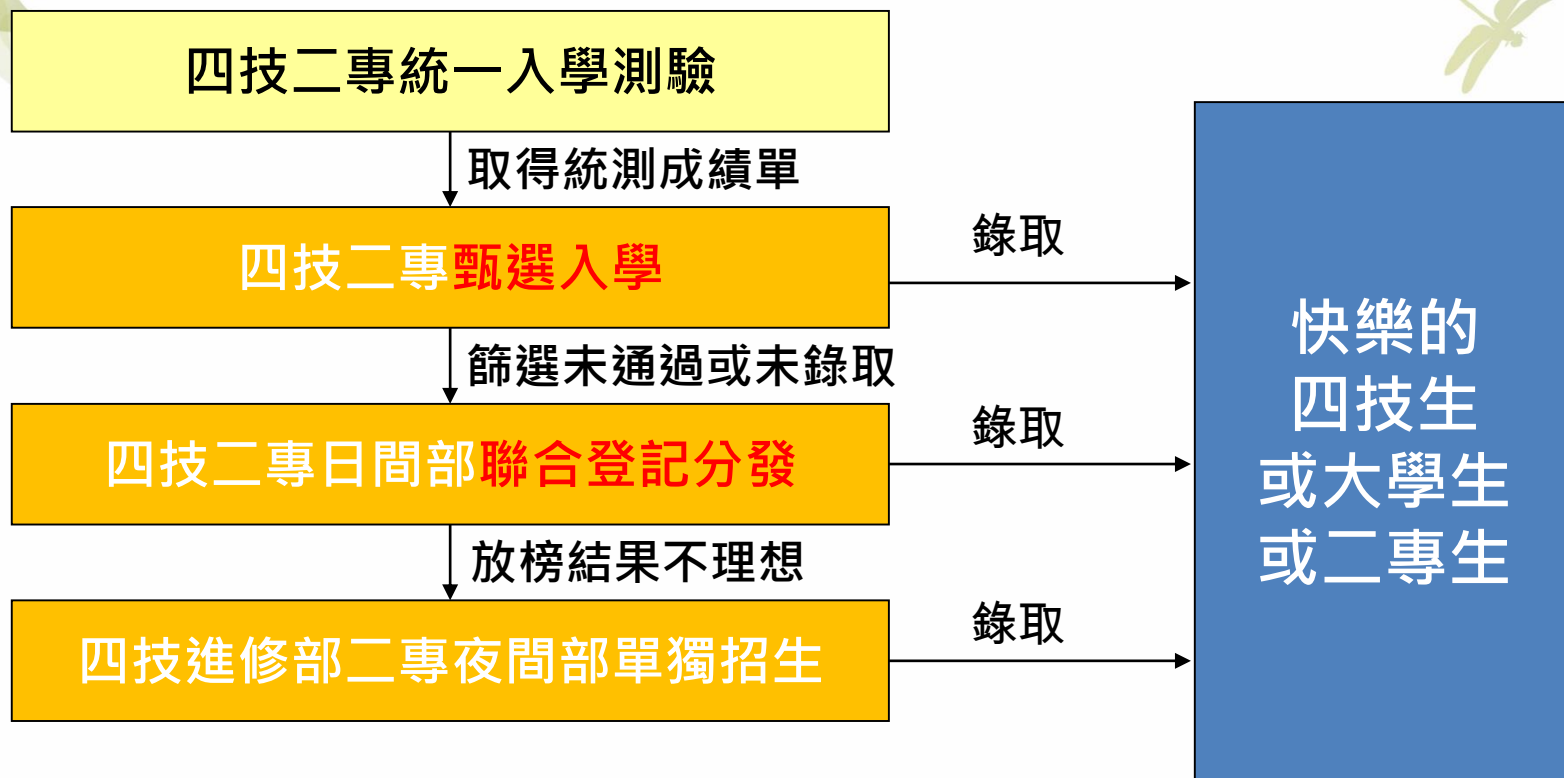 四技二專統一入學測驗
取得統測成績單
四技二專甄選入學
錄取
篩選未通過或未錄取
四技二專日間部聯合登記分發
錄取
放榜結果不理想
四技進修部二專夜間部單獨招生
錄取
快樂的
四技生
或大學生
或二專生